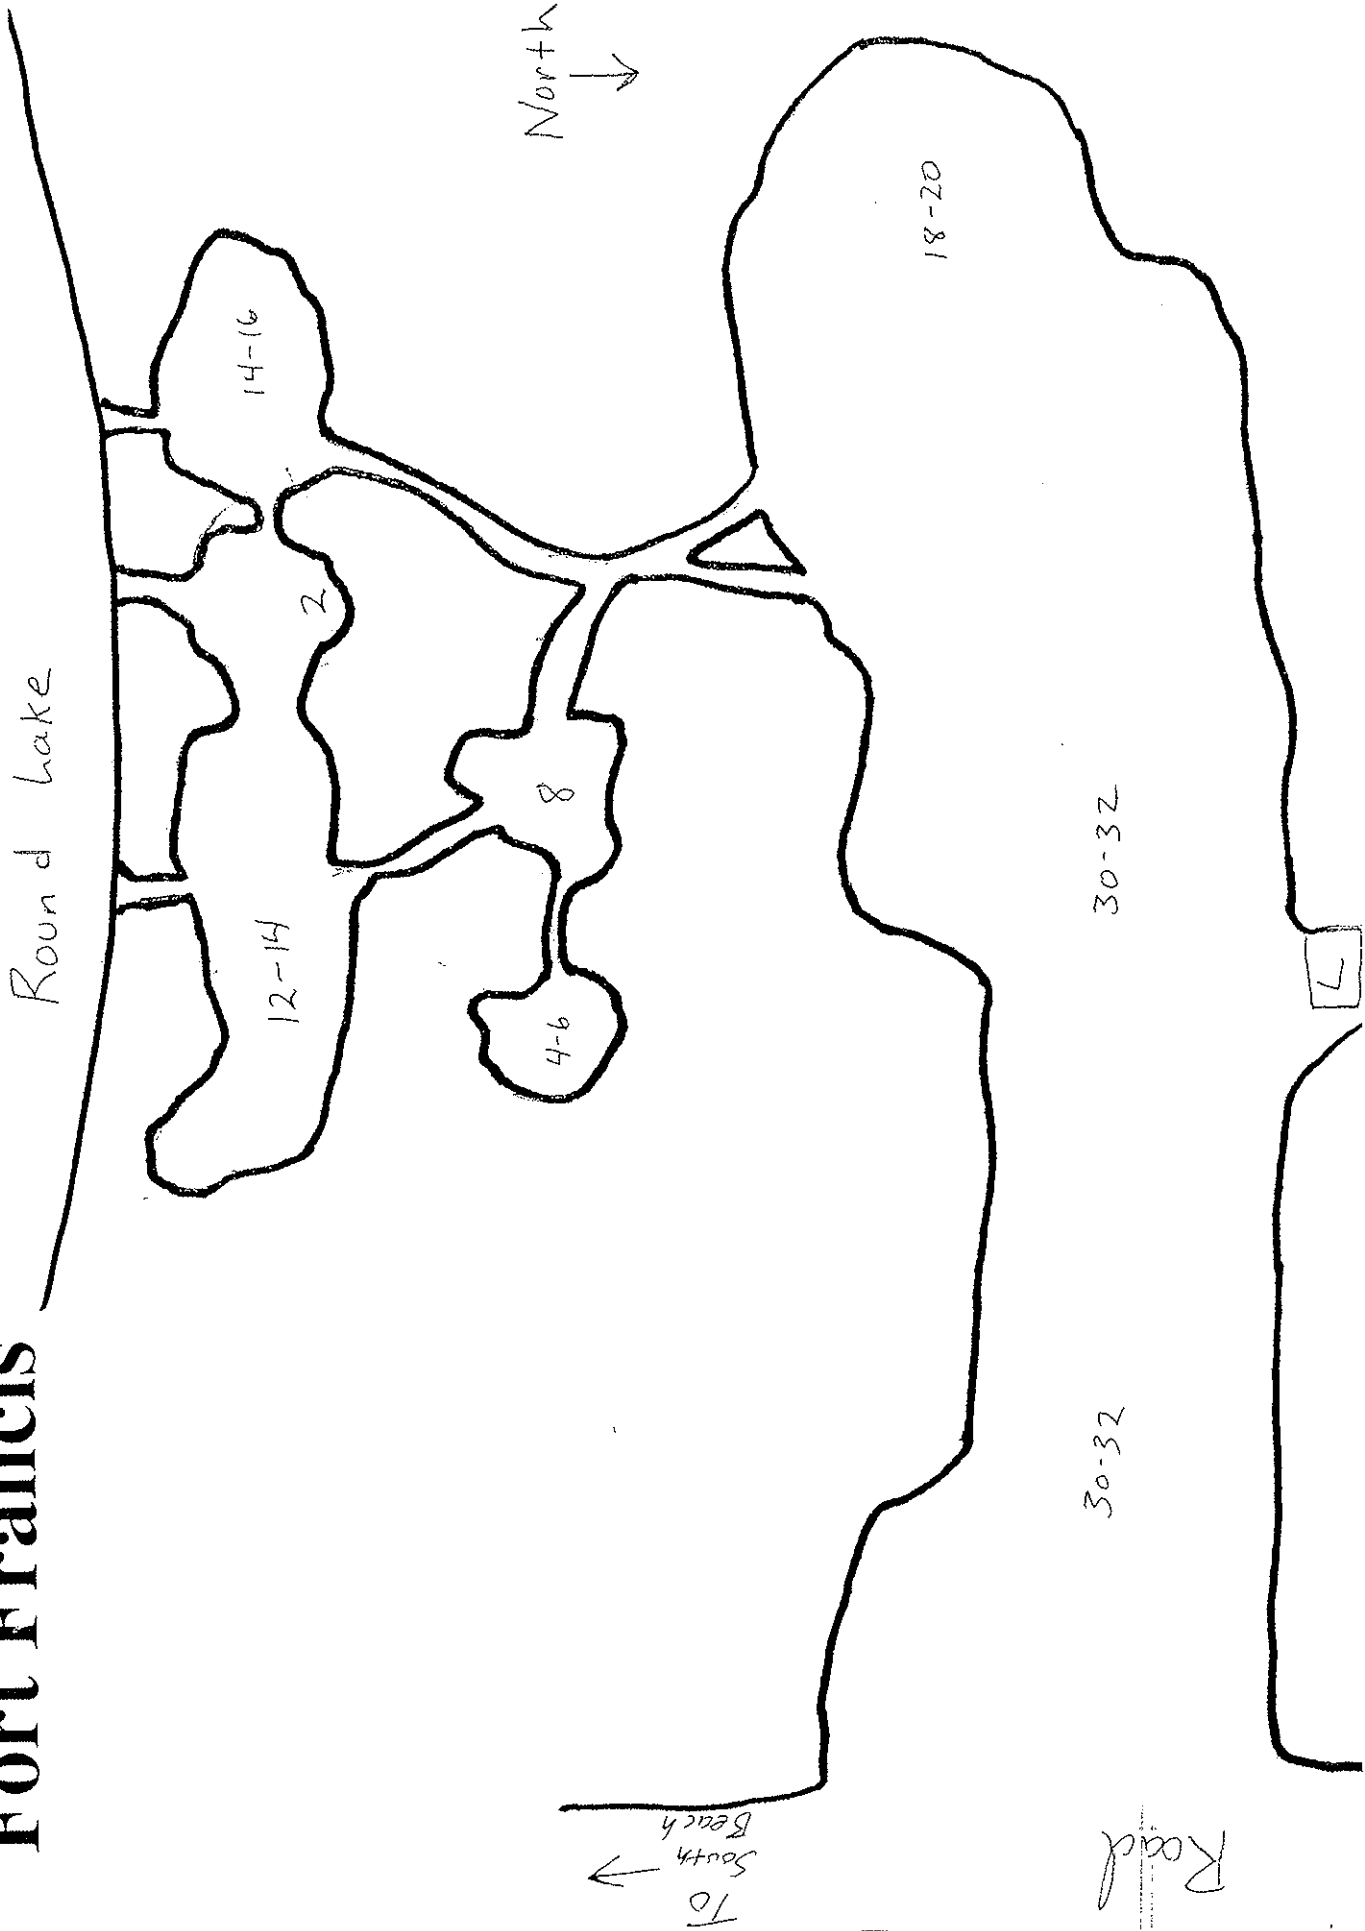 Fort Francis
Round Lake
North
14-16
2
12-14
8
4-6
18-20
30-32
30-32
L
To
South
Beach
Road